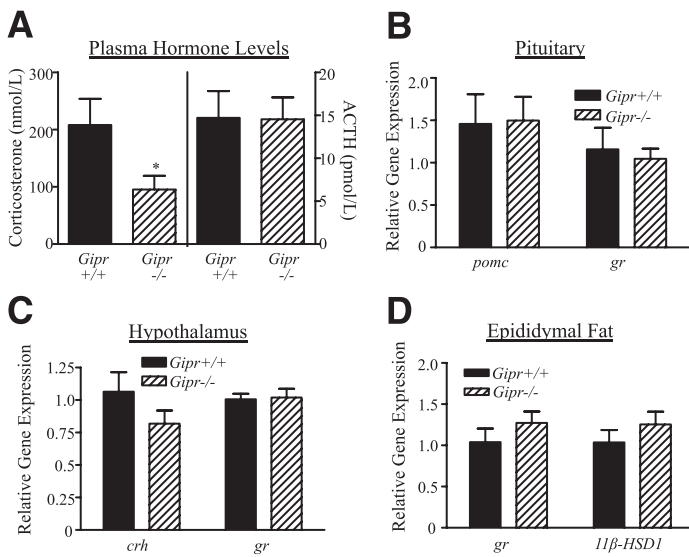 A
Plasma Hormone Levels
Corticosterone (nmol/L)
300
200
100
0
*
20
15
10
5
0
ACTH (pmol/L)
Gipr +/+
Gipr -/-
Gipr +/+
Gipr -/-
B
Pituitary
Relative Gene Expression
2.0
1.5
1.0
0.5
0
Gipr+/+
Gipr-/-
pomc
gr
C
Hypothalamus
Relative Gene Expression
1.25
1.0
0.75
0.5
0.25
0
Gipr+/+
Gipr-/-
crh
gr
D
Epididymal Fat
Relative Gene Expression
2.0
1.5
1.0
0.5
0
Gipr+/+
Gipr-/-
gr
11β-HSD1